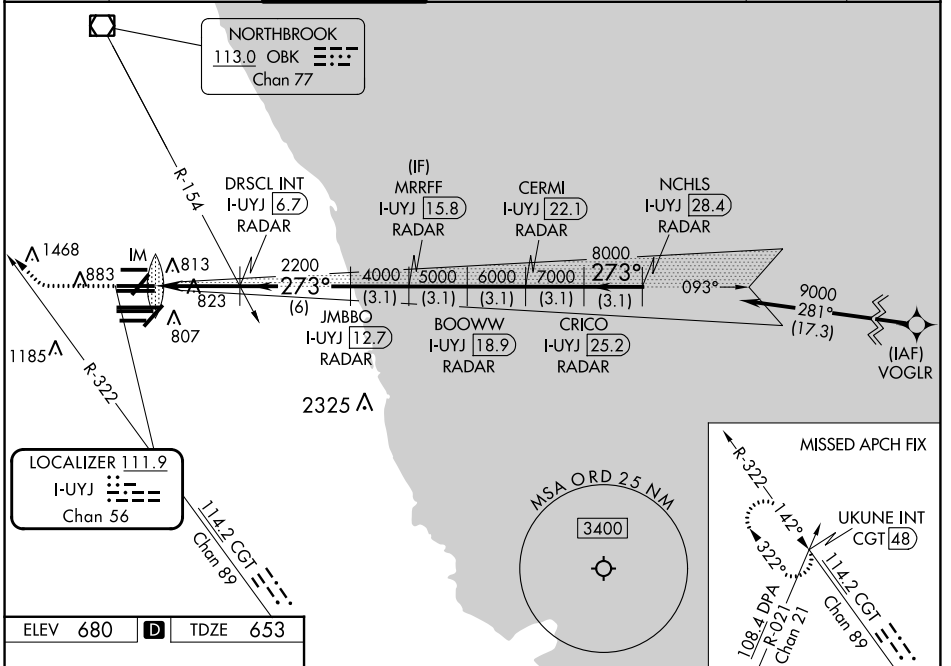 NORTHBROOK
113.0 OBK
Chan 77
R-154
DRSCL INT
I-UYJ 6.7
RADAR
(IF)
MRRFF
I-UYJ 15.8
RADAR
CERMI
I-UYJ 22.1
RADAR
NCHLS
I-UYJ 28.4
RADAR
1468
883
IM
813
823
807
2200
273°
(6)
4000
(3.1)
5000
(3.1)
6000
(3.1)
7000
(3.1)
8000
273°
(3.1)
093°
9000
281°
(17.3)
(IAF)
VOGLR
JMBBO
I-UYJ 12.7
RADAR
BOOWW
I-UYJ 18.9
RADAR
CRICO
I-UYJ 25.2
RADAR
1185
R-322
2325
LOCALIZER 111.9
I-UYJ
Chan 56
114.2 CGT
Chan 89
MSA ORD 25 NM
3400
MISSED APCH FIX
R-322
142°
322°
UKUNE INT
CGT 48
108.4 DPA
R-021
Chan 21
114.2 CGT
Chan 89
ELEV 680 D TDZE 653